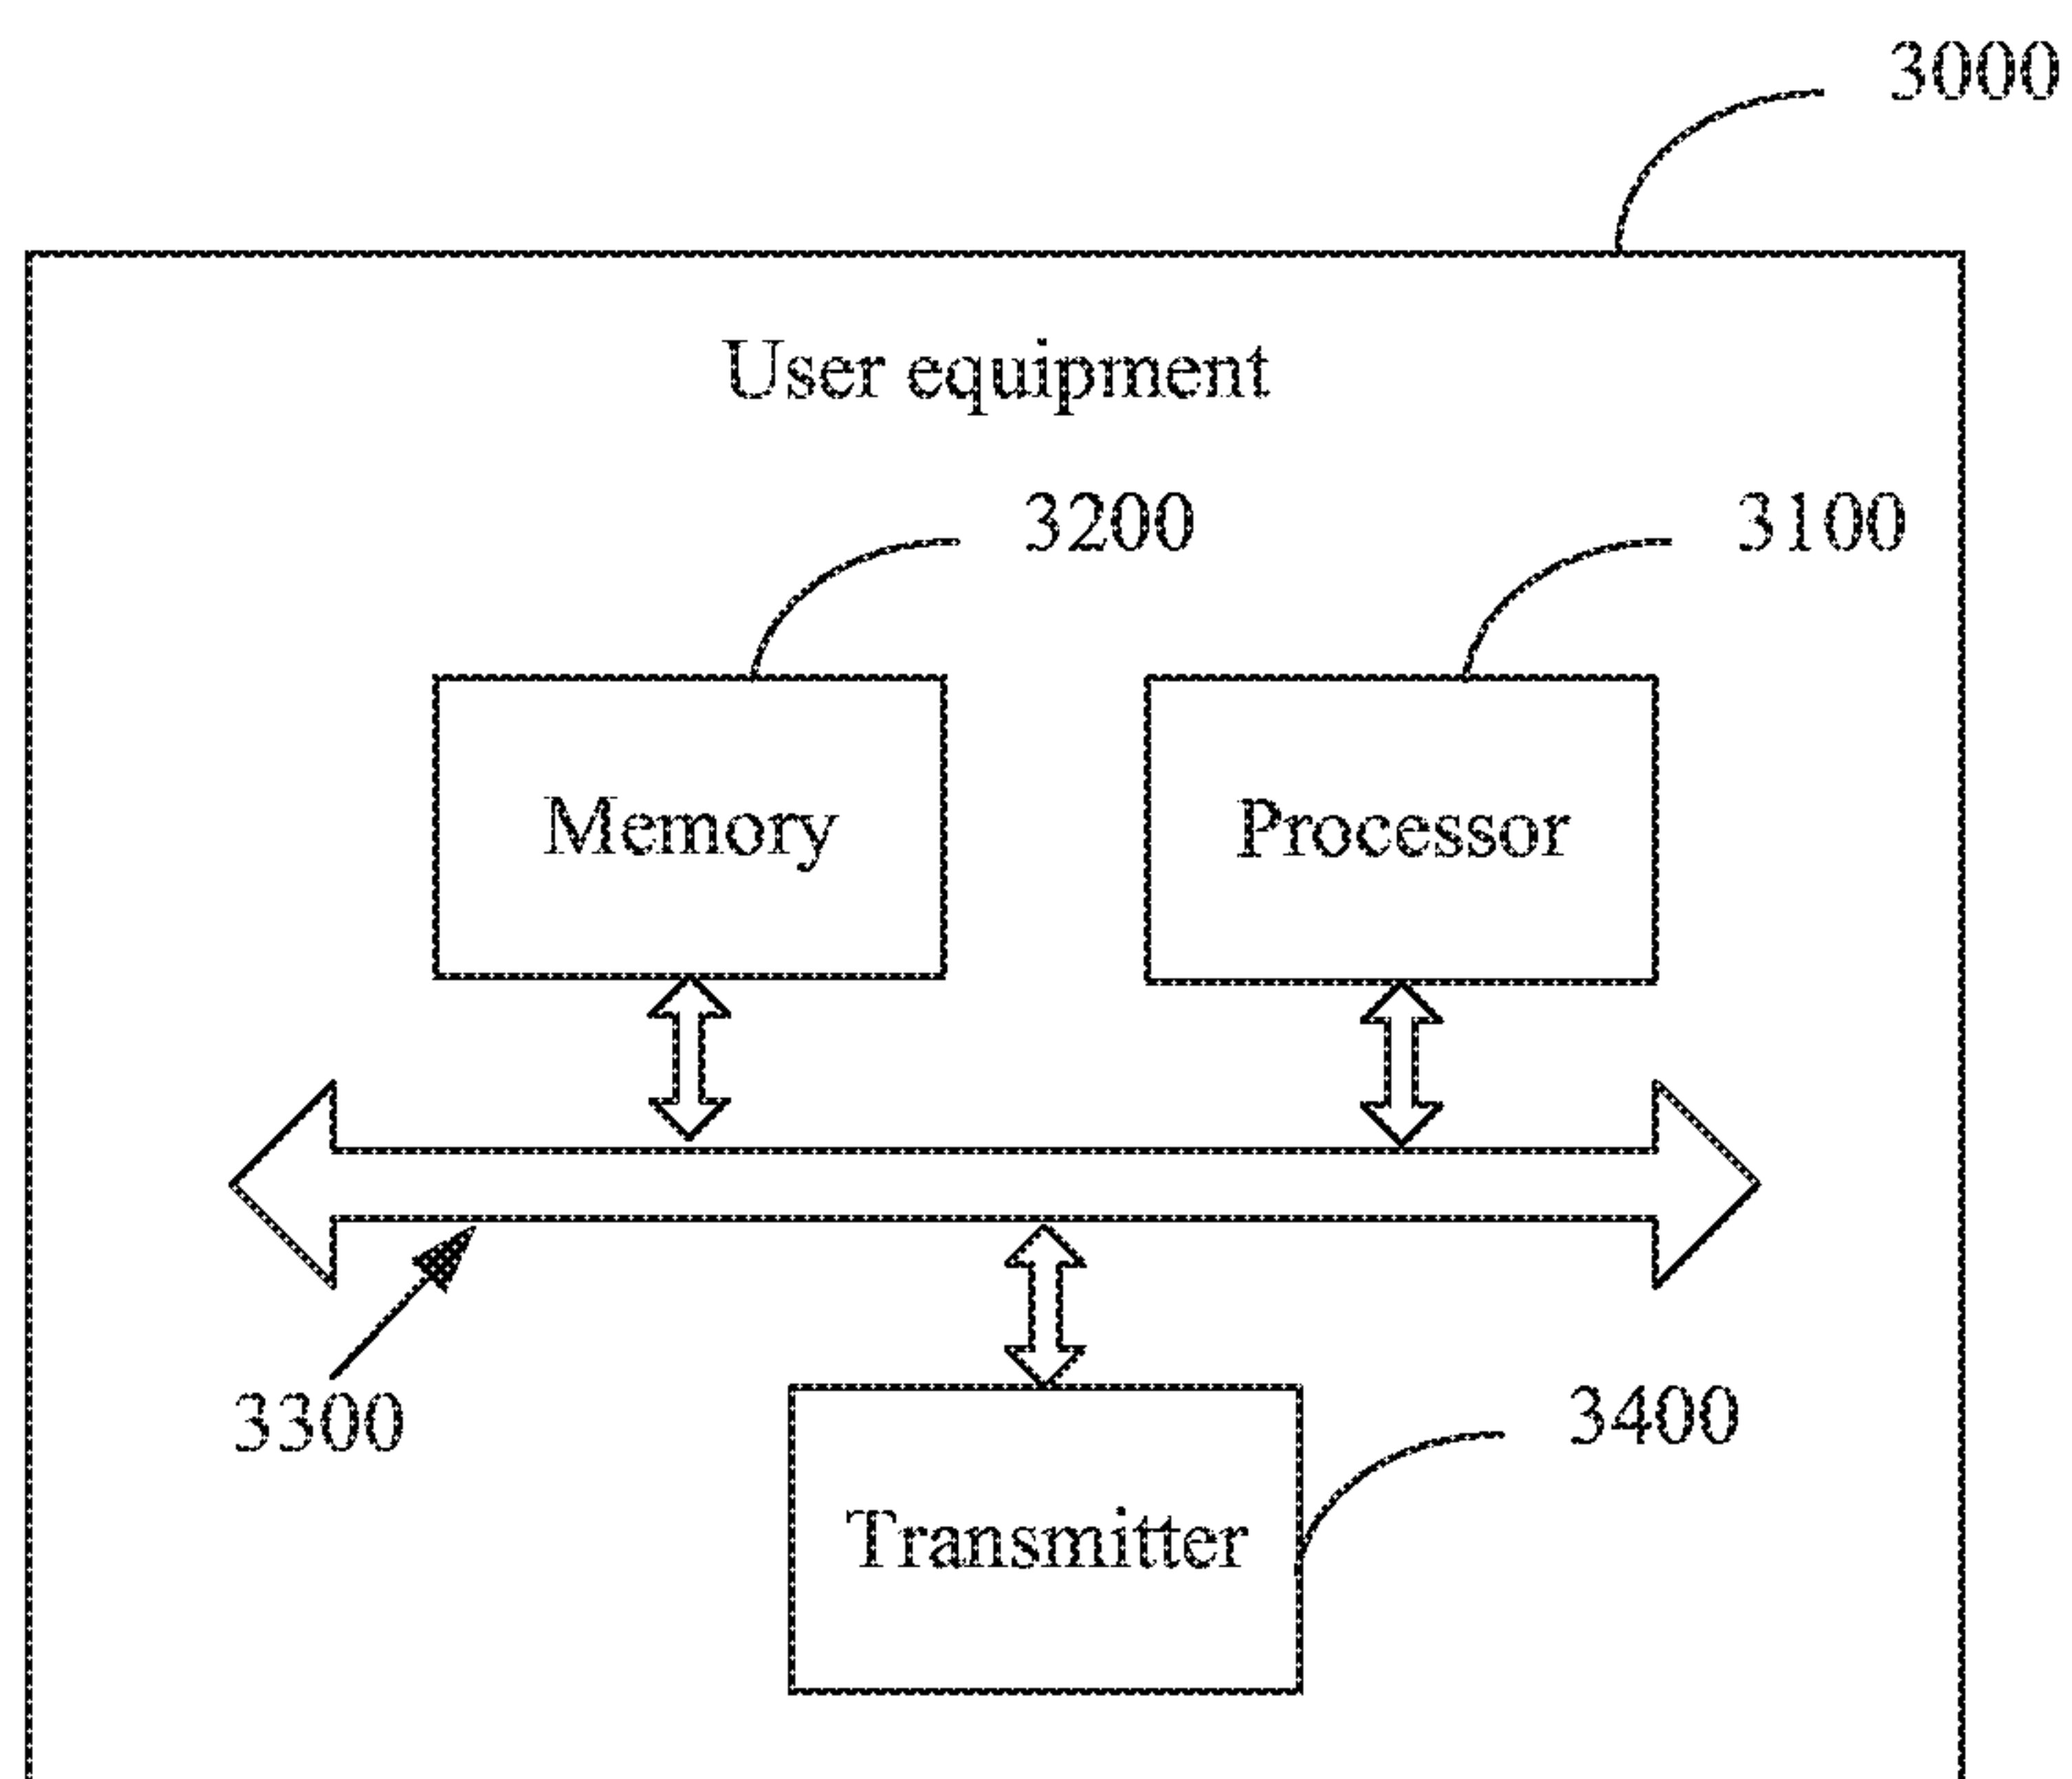 3000
User equipment
3200
3100
Memory
Processor
3300
3400
Transmitter